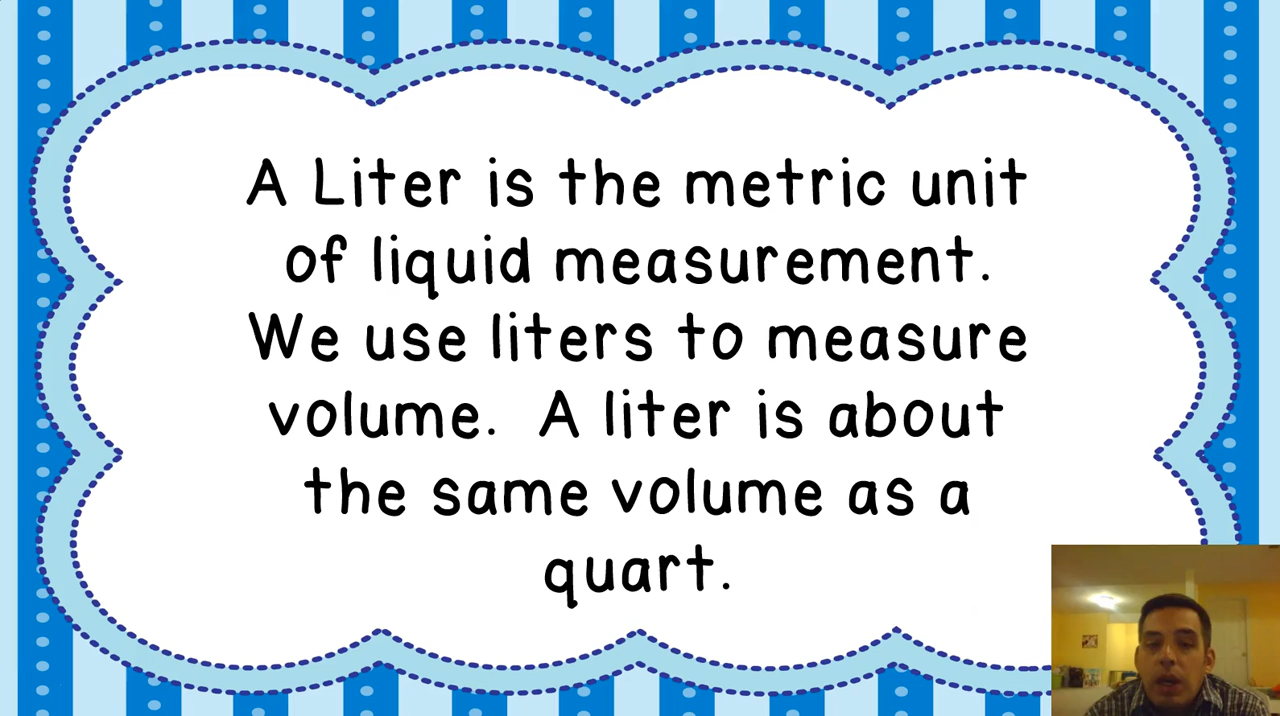 A Liter is the metric unit
of liquid measurement.
We use liters to measure
volume. A liter is about
the same volume as a
quart.